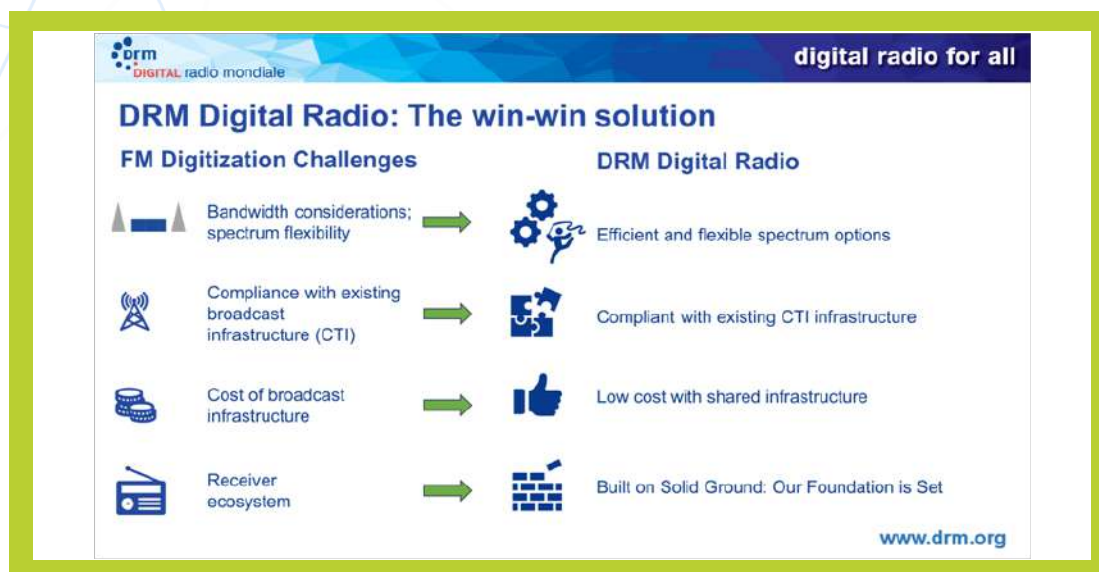 DRM
DIGITAL radio mondiale
digital radio for all
DRM Digital Radio: The win-win solution
FM Digitization Challenges
DRM Digital Radio
Bandwidth considerations;
spectrum flexibility
Efficient and flexible spectrum options
Compliance with existing
broadcast
infrastructure (CTI)
Compliant with existing CTI infrastructure
Cost of broadcast
infrastructure
Low cost with shared infrastructure
Receiver
ecosystem
Built on Solid Ground: Our Foundation is Set
www.drm.org